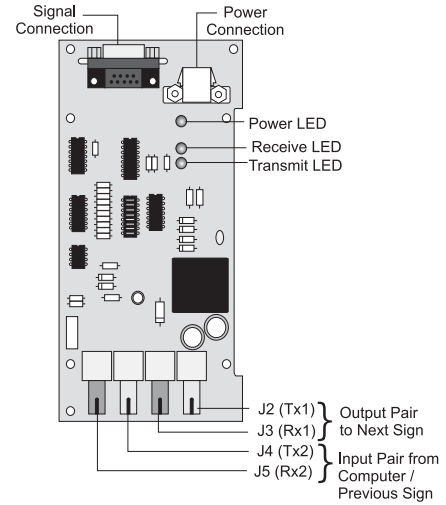 Signal
Connection
Power
Connection
Power LED
Receive LED
Transmit LED
J2 (Tx1)
J3 (Rx1)
Output Pair
to Next Sign
J4 (Tx2)
J5 (Rx2)
Input Pair from
Computer /
Previous Sign